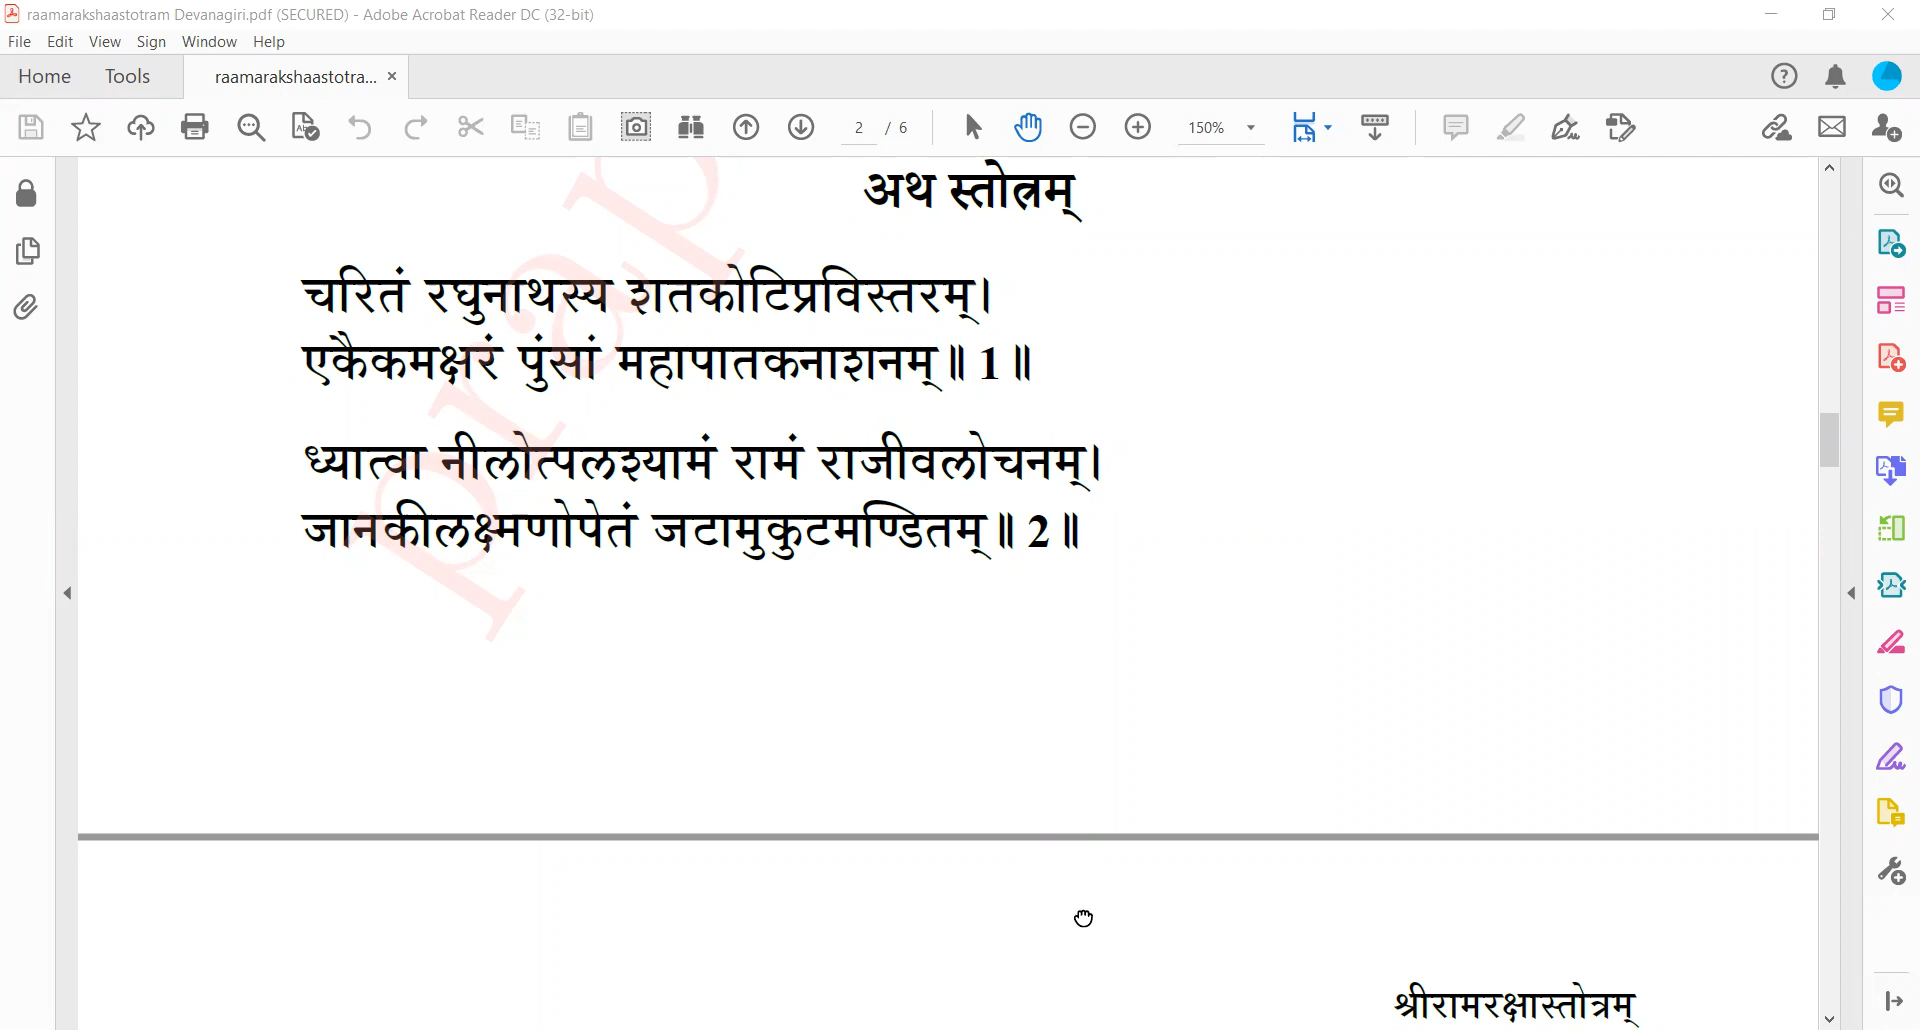 raamarakshaastotram Devanagiri.pdf (SECURED) - Adobe Acrobat Reader DC (32-bit)
File Edit View Sign Window Help
Home Tools raamarakshaastotra... ×
2 / 6 150%
अथ स्तोत्रम्
चरितं रघुनाथस्य शतकोटिप्रविस्तरम्।
एकैकमक्षरं पुंसां महापातकनाशनम्॥ 1॥
ध्यात्वा नीलोत्पलश्यामं रामं राजीवलोचनम्।
जानकीलक्ष्मणोपेतं जटामुकुटमण्डितम्॥ 2॥
prap
श्रीरामरक्षास्तोत्रम्